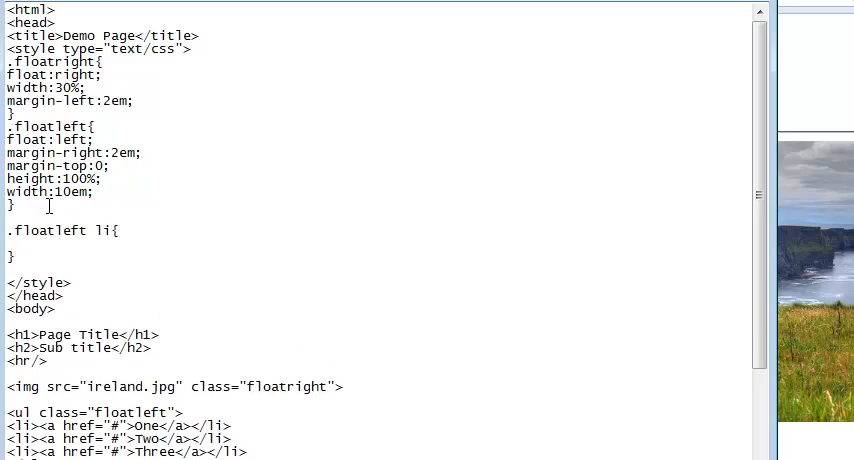 <html>
<head>
<title>Demo Page</title>
<style type="text/css">
.floatright{
float:right;
width:30%;
margin-left:2em;
}
.floatleft{
float:left;
margin-right:2em;
margin-top:0;
height:100%;
width:10em;
}
.floatleft li{
}
</style>
</head>
<body>
<h1>Page Title</h1>
<h2>Sub title</h2>
<hr/>
<img src="ireland.jpg" class="floatright">
<ul class="floatleft">
<li><a href="#">One</a></li>
<li><a href="#">Two</a></li>
<li><a href="#">Three</a></li>